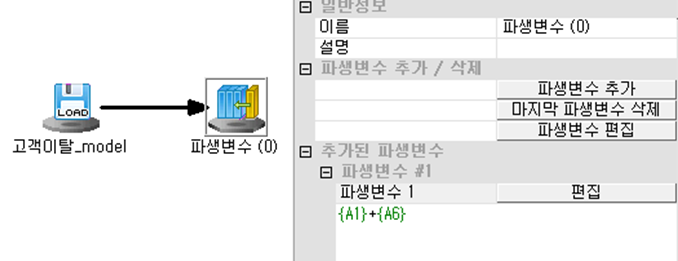 LOAD
고객이탈_model
파생변수 (0)
일반정보
이름 파생변수 (0)
설명
파생변수 추가 / 삭제
파생변수 추가
마지막 파생변수 삭제
파생변수 편집
추가된 파생변수
파생변수 #1
파생변수 1 편집
{A1}+{A6}